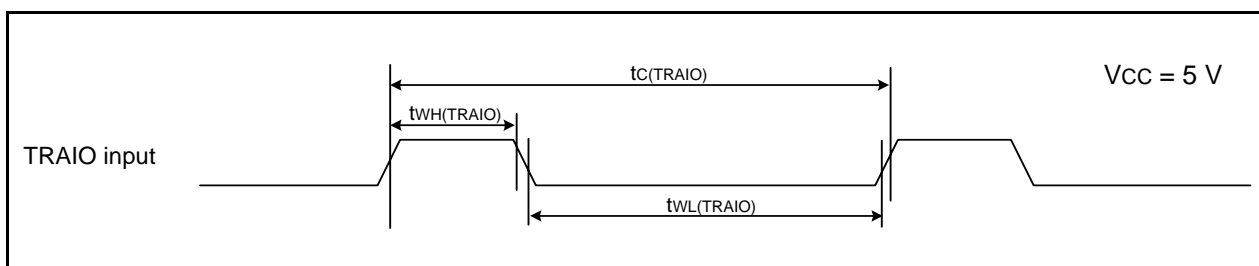 tC(TRAIO)
VCC = 5 V
tWH(TRAIO)
TRAIO input
tWL(TRAIO)